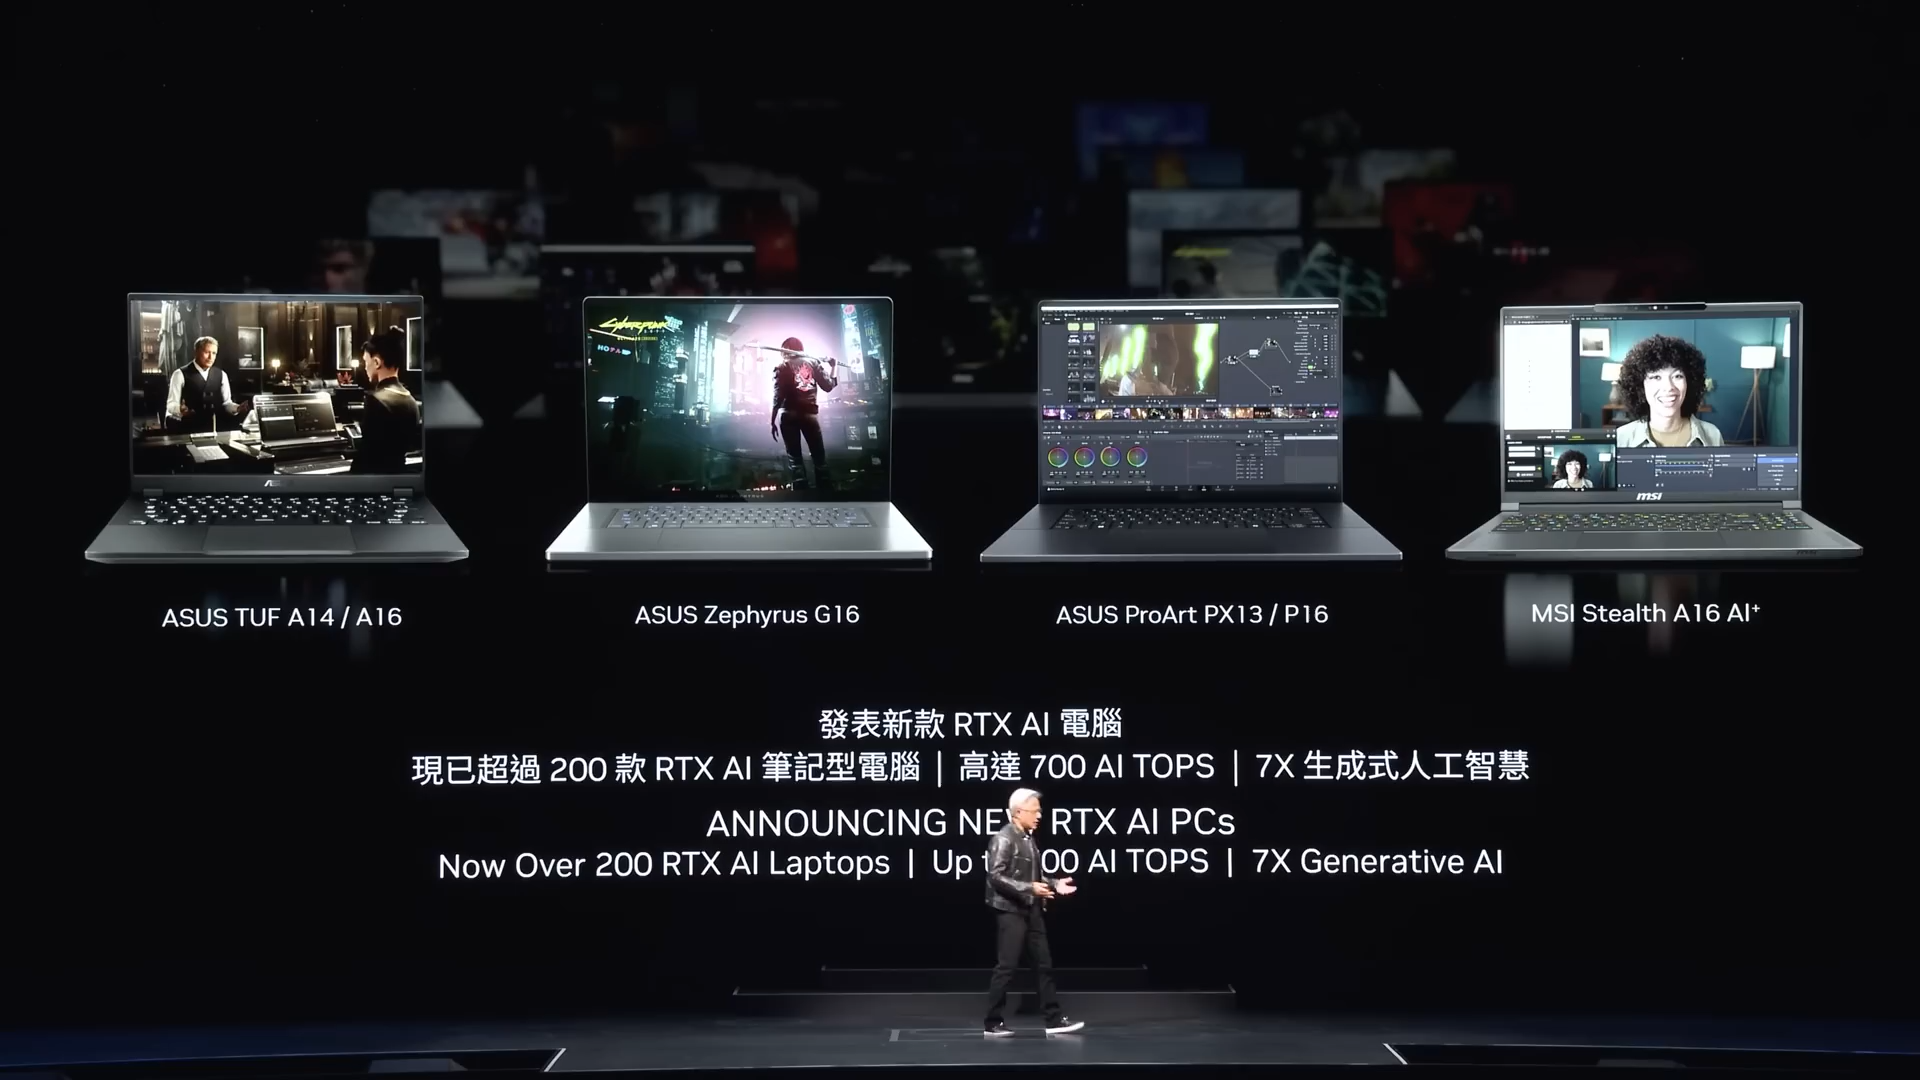 CYBERPUNK
msi
ASUS TUF A14 / A16
ASUS Zephyrus G16
ASUS ProArt PX13 / P16
MSI Stealth A16 AI⁺
發表新款 RTX AI 電腦
現已超過 200 款 RTX AI 筆記型電腦 | 高達 700 AI TOPS | 7X 生成式人工智慧
ANNOUNCING NE RTX AI PCs
Now Over 200 RTX AI Laptops | Up t 00 AI TOPS | 7X Generative AI